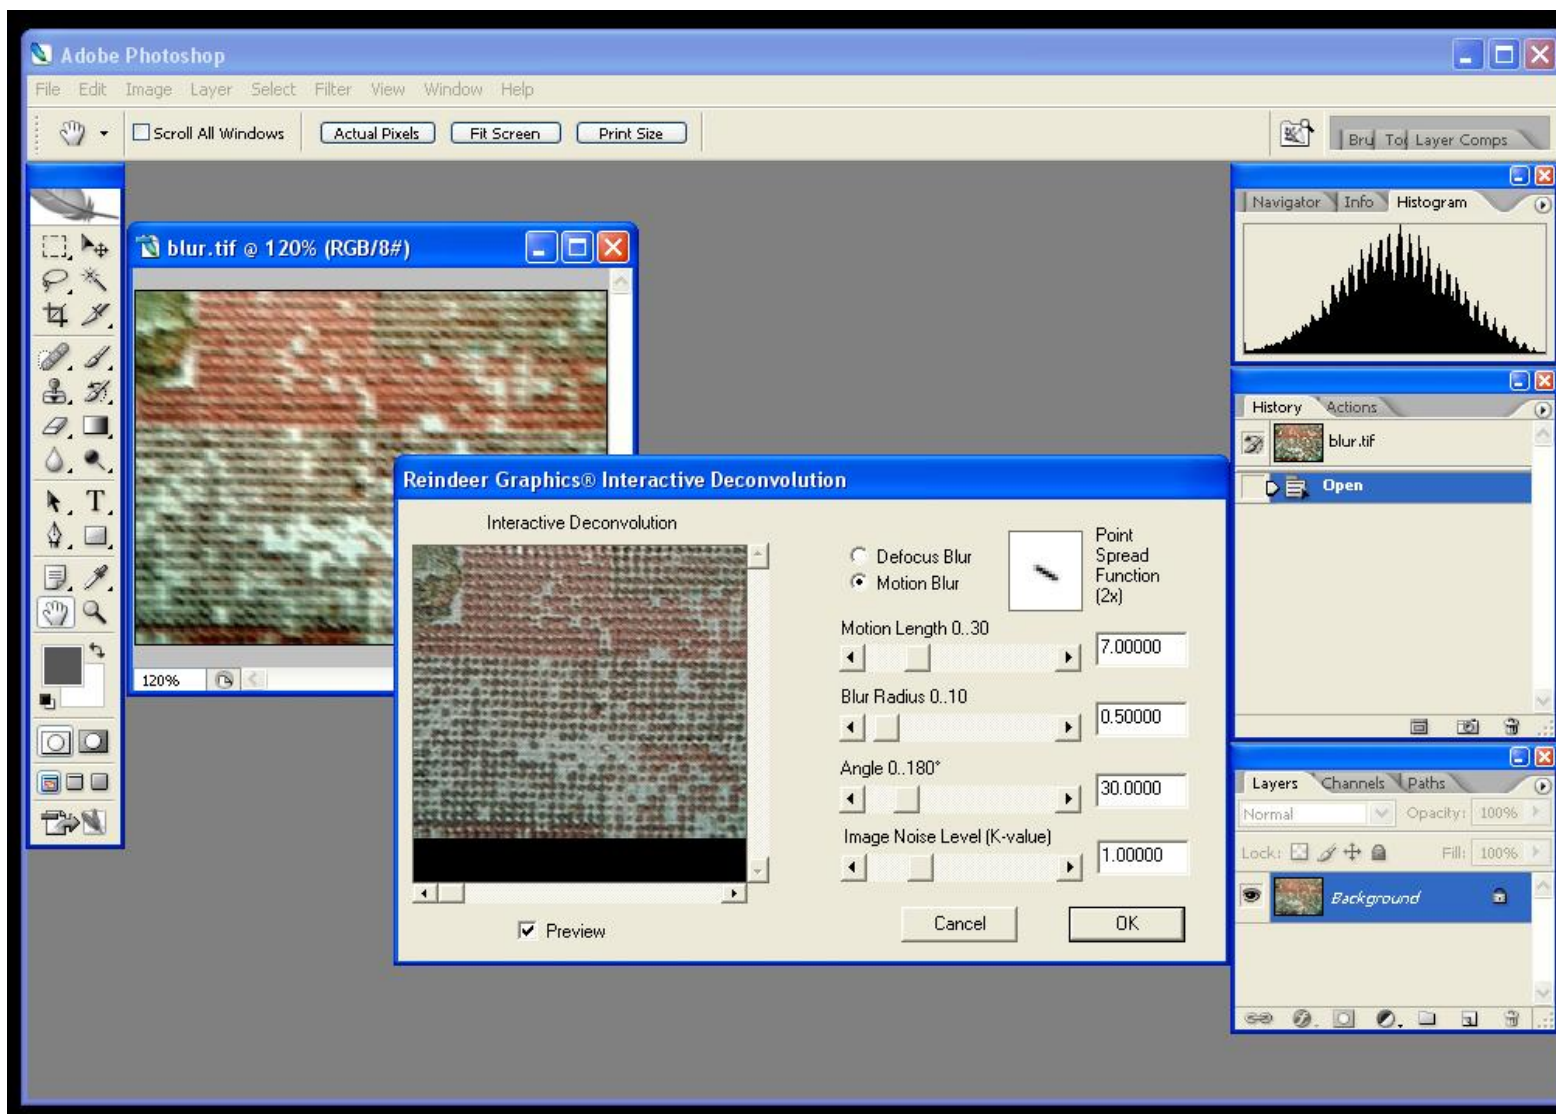 Adobe Photoshop
File Edit Image Layer Select Filter View Window Help
Scroll All Windows Actual Pixels Fit Screen Print Size
Bru Too Layer Comps
Navigator Info Histogram
blur.tif @ 120% (RGB/8#)
T
120%
History Actions
blur.tif
Open
Reindeer Graphics® Interactive Deconvolution
Interactive Deconvolution
Defocus Blur
Motion Blur
Point
Spread
Function
(2x)
Motion Length 0..30
7.00000
Blur Radius 0..10
0.50000
Angle 0..180°
30.0000
Image Noise Level (K-value)
1.00000
Preview
Cancel OK
Layers Channels Paths
Normal Opacity: 100%
Lock: Fill: 100%
Background